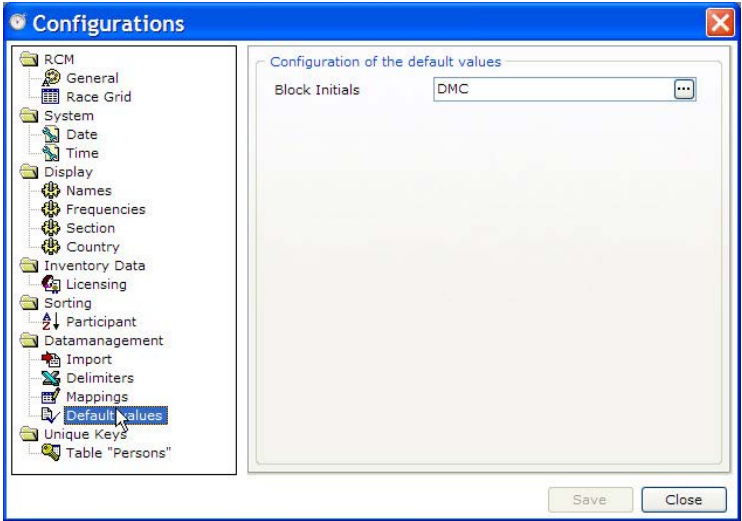 Configurations
RCM
General
Race Grid
System
Date
Time
Display
Names
Frequencies
Section
Country
Inventory Data
Licensing
Sorting
Participant
Datamanagement
Import
Delimiters
Mappings
Default values
Unique Keys
Table "Persons"
Configuration of the default values
Block Initials DMC ...
Save Close